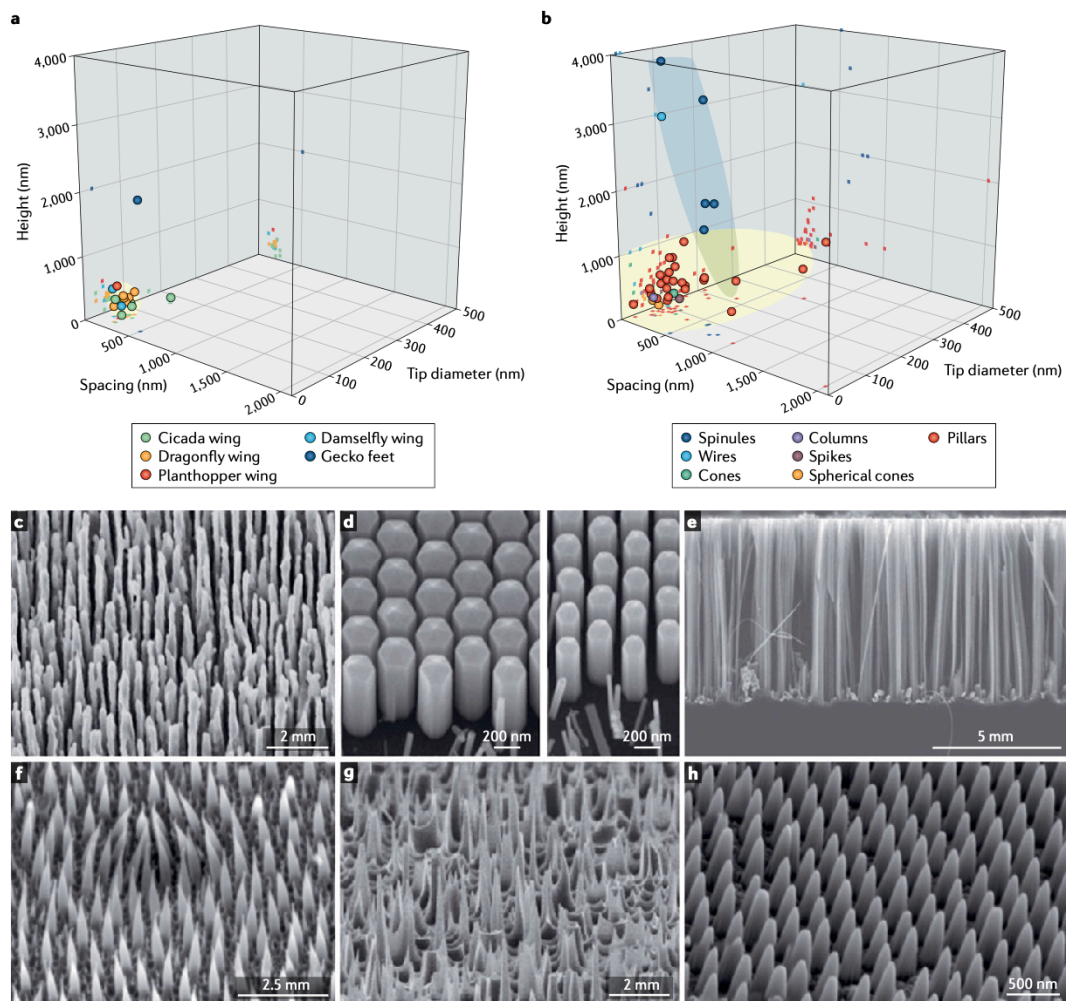 a
4,000
3,000
2,000
1,000
0
Height (nm)
500
1,000
1,500
2,000
Spacing (nm)
0
100
200
300
400
500
Tip diameter (nm)
Cicada wing
Dragonfly wing
Planthopper wing
Damselfly wing
Gecko feet
b
4,000
3,000
2,000
1,000
0
Height (nm)
500
1,000
1,500
2,000
Spacing (nm)
0
100
200
300
400
500
Tip diameter (nm)
Spinules
Wires
Cones
Columns
Spikes
Spherical cones
Pillars
c
2 mm
d
200 nm
200 nm
e
5 mm
f
2.5 mm
g
2 mm
h
500 nm